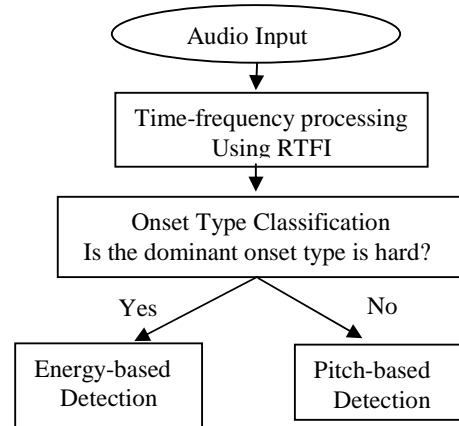 Audio Input
Time-frequency processing
Using RTFI
Onset Type Classification
Is the dominant onset type is hard?
Yes
No
Energy-based
Detection
Pitch-based
Detection